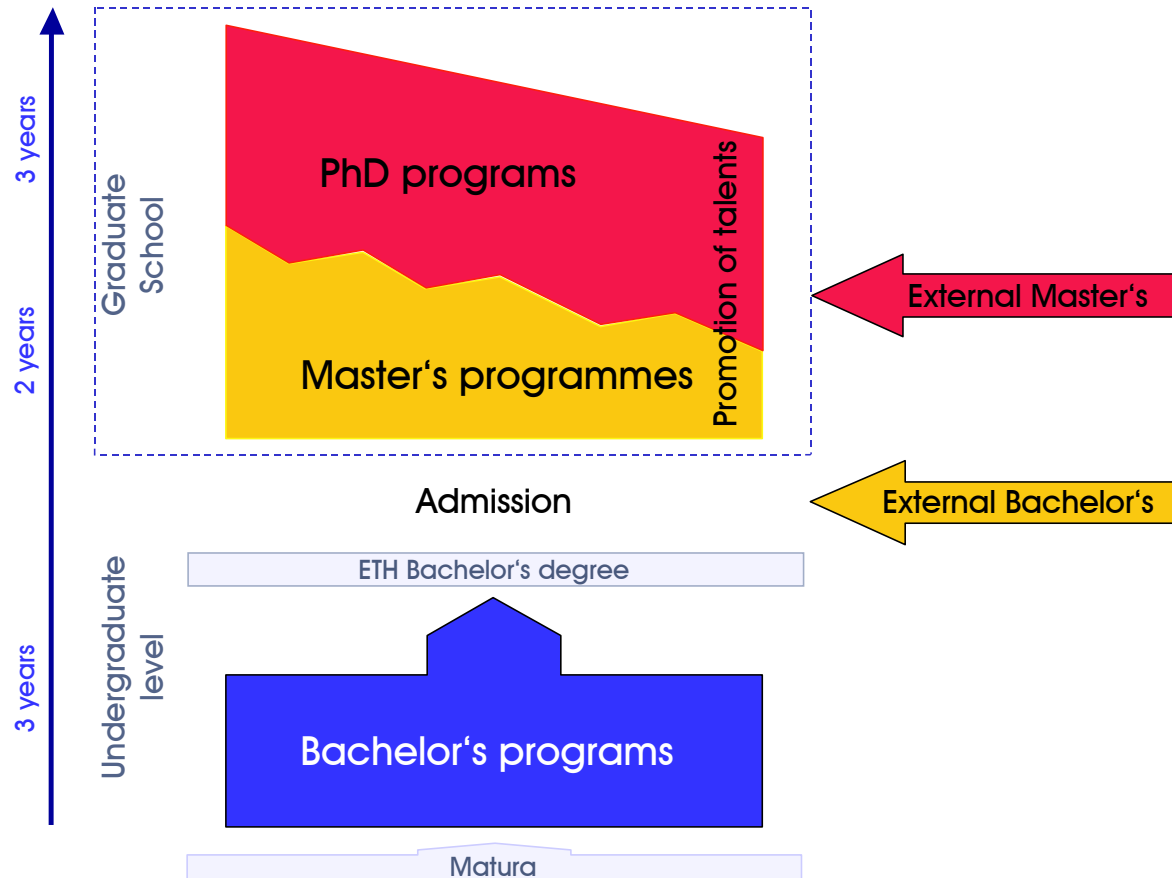 3 years
2 years
3 years
Graduate
School
PhD programs
Promotion of talents
Master‘s programmes
External Master‘s
Admission
External Bachelor‘s
Undergraduate
level
ETH Bachelor‘s degree
Bachelor‘s programs
Matura